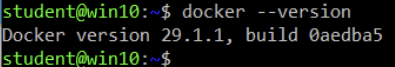 student@win10:~$ docker --version
Docker version 29.1.1, build 0aedba5
student@win10:~$